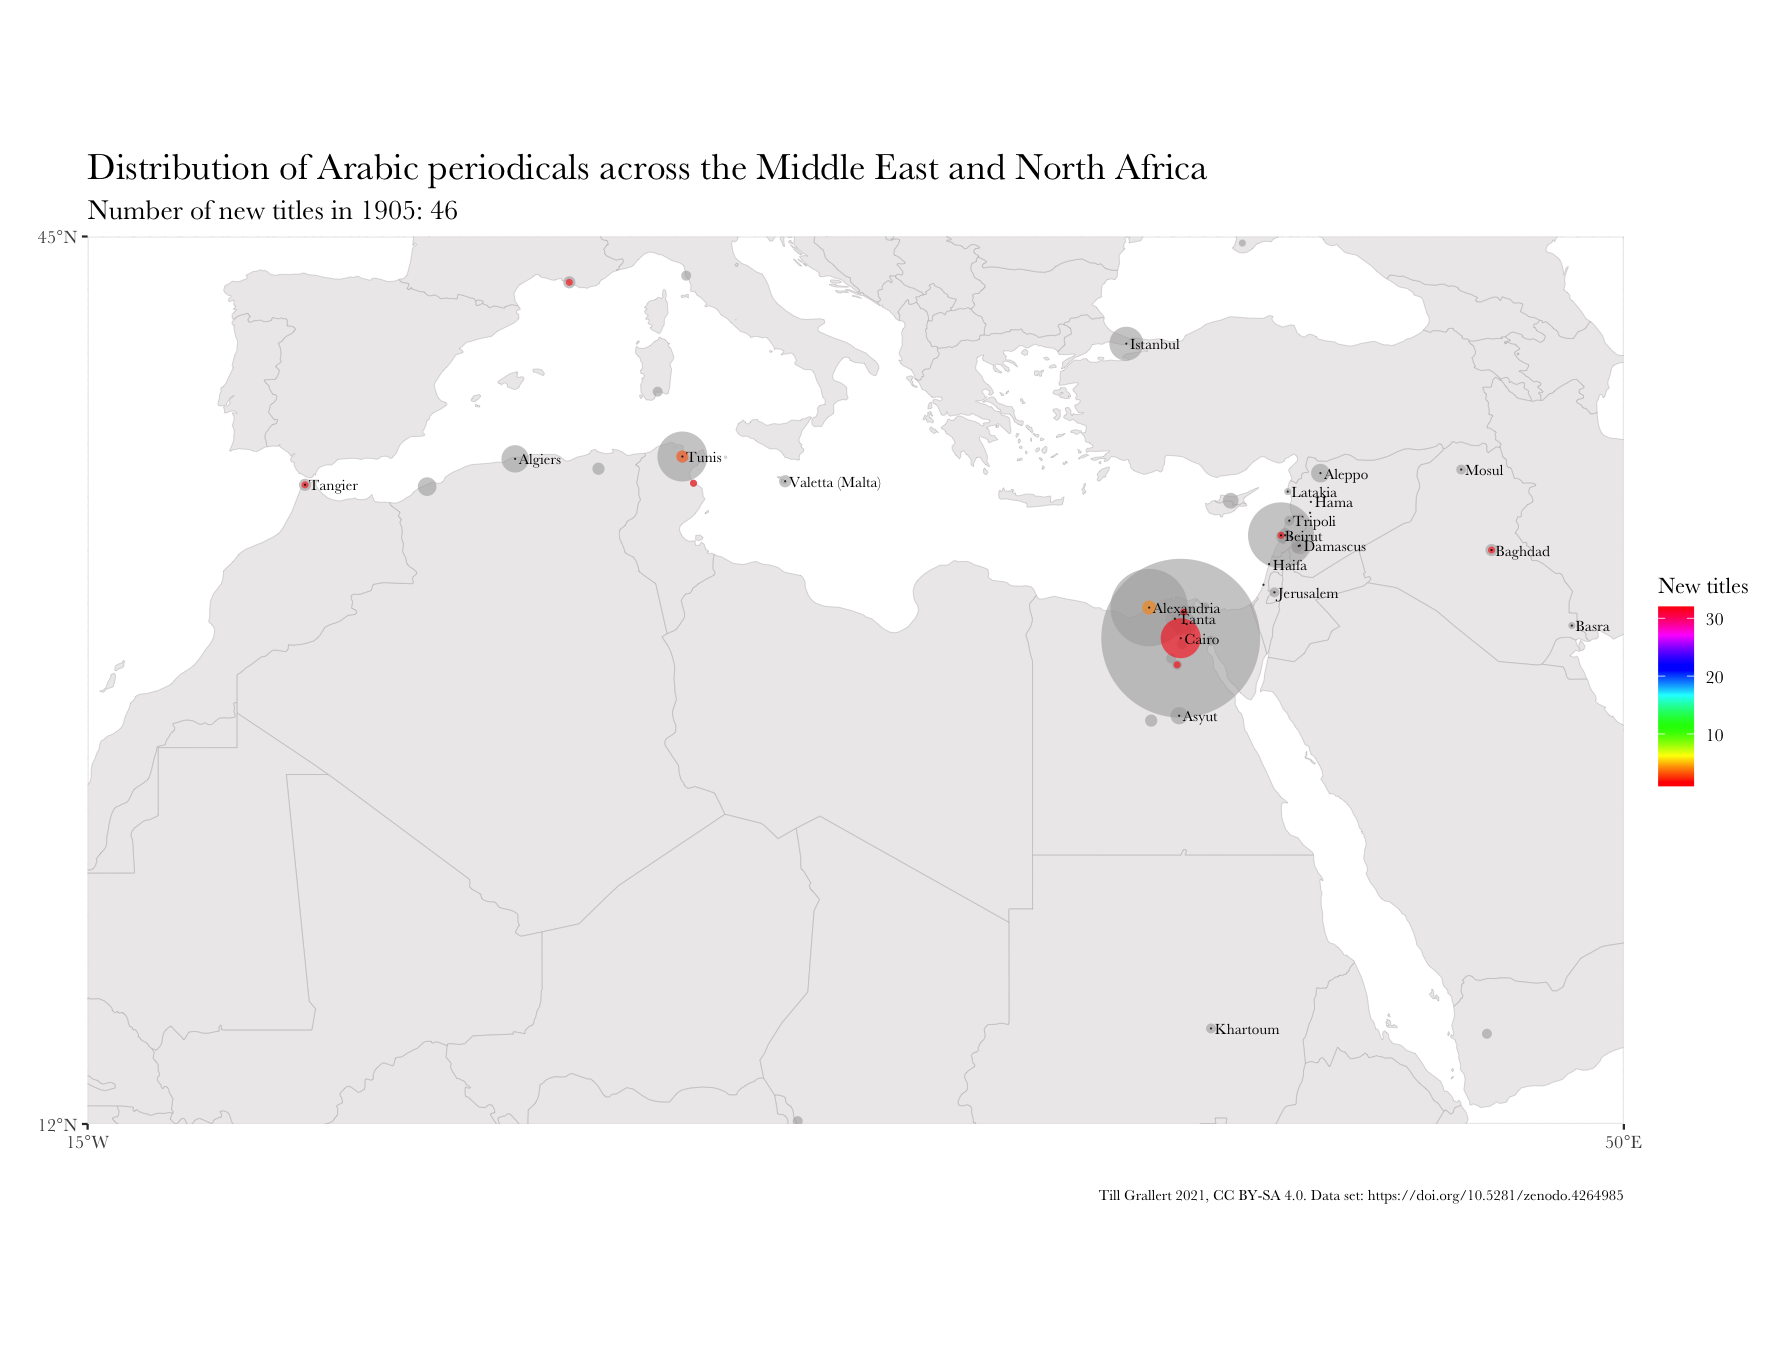 Distribution of Arabic periodicals across the Middle East and North Africa
Number of new titles in 1905: 46
45°N
Istanbul
Algiers
Tunis
Tangier
Valetta (Malta)
Aleppo
Mosul
Latakia
Hama
Tripoli
Beirut
Damascus
Baghdad
Haifa
Jerusalem
Alexandria
Tanta
Cairo
Basra
Asyut
Khartoum
New titles
30
20
10
12°N
15°W
50°E
Till Grallert 2021, CC BY-SA 4.0. Data set: https://doi.org/10.5281/zenodo.4264985